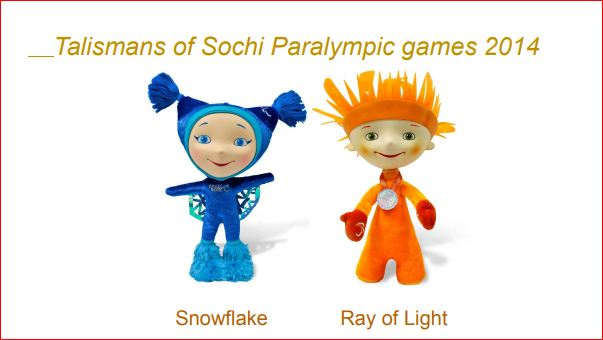 __Talismans of Sochi Paralympic games 2014
Snowflake
Ray of Light